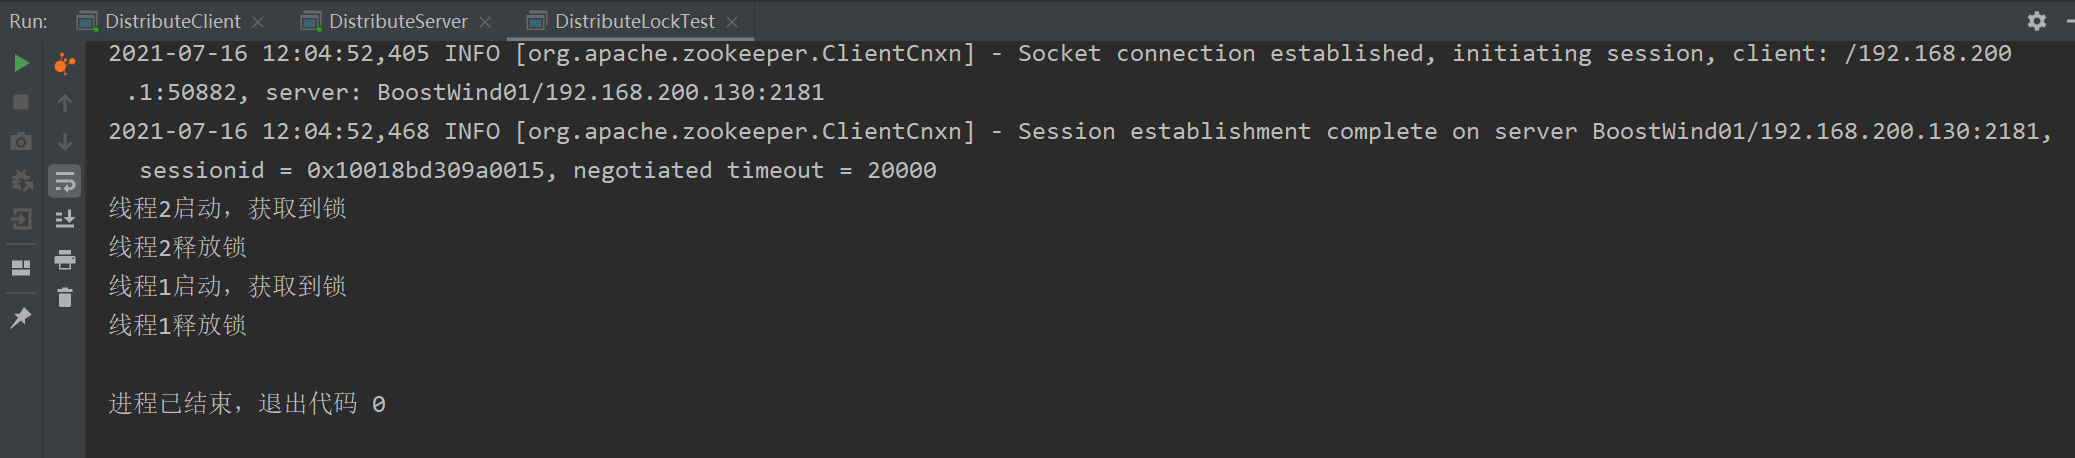 Run: DistributeClient DistributeServer DistributeLockTest
2021-07-16 12:04:52,405 INFO [org.apache.zookeeper.ClientCnxn] - Socket connection established, initiating session, client: /192.168.200
.1:50882, server: BoostWind01/192.168.200.130:2181
2021-07-16 12:04:52,468 INFO [org.apache.zookeeper.ClientCnxn] - Session establishment complete on server BoostWind01/192.168.200.130:2181,
sessionid = 0x10018bd309a0015, negotiated timeout = 20000
线程2启动，获取到锁
线程2释放锁
线程1启动，获取到锁
线程1释放锁
进程已结束，退出代码 0